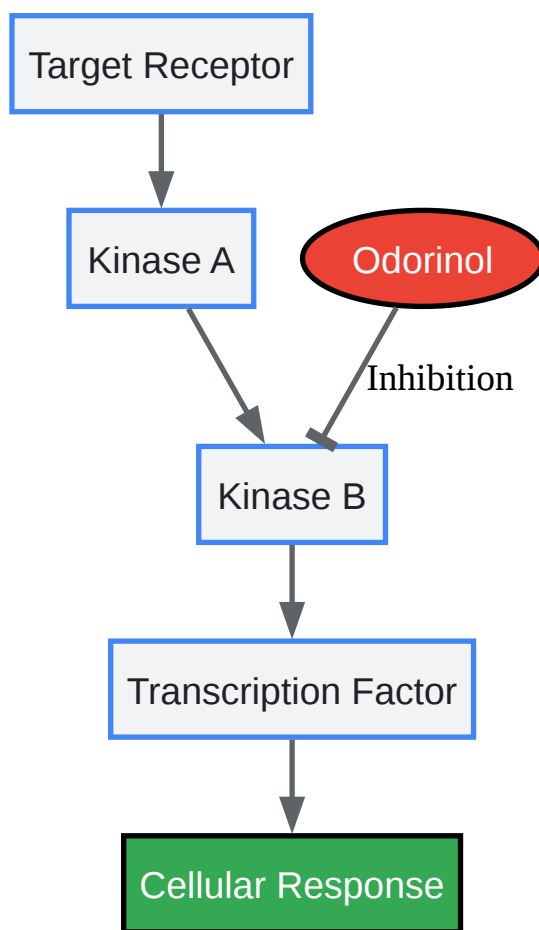 Target Receptor
Kinase A
Odorinol
Inhibition
Kinase B
Transcription Factor
Cellular Response